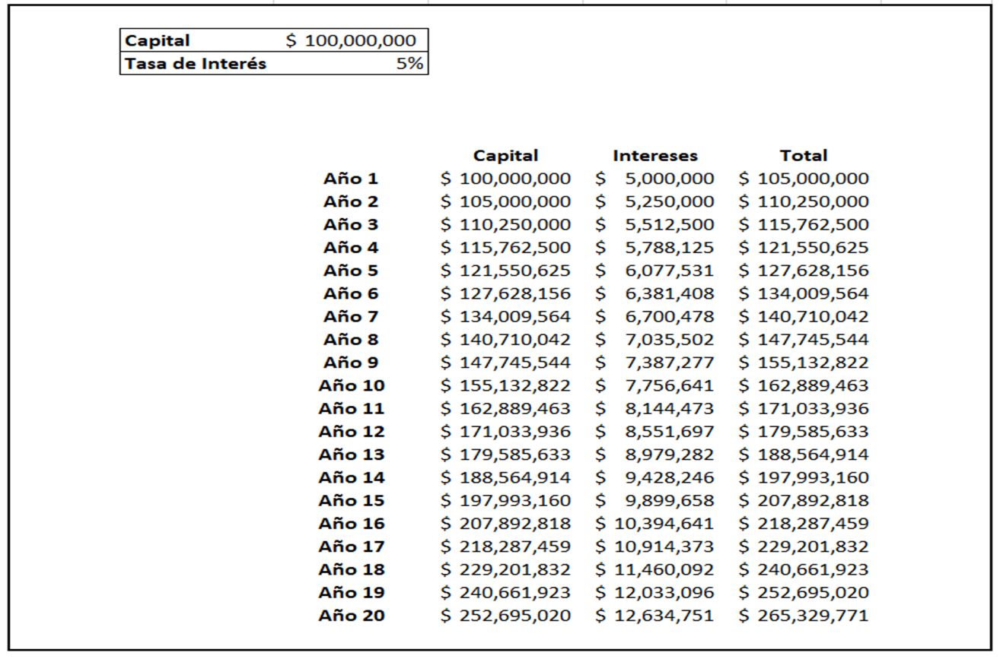 Capital $ 100,000,000
Tasa de Interés 5%
Capital Intereses Total
Año 1 $ 100,000,000 $ 5,000,000 $ 105,000,000
Año 2 $ 105,000,000 $ 5,250,000 $ 110,250,000
Año 3 $ 110,250,000 $ 5,512,500 $ 115,762,500
Año 4 $ 115,762,500 $ 5,788,125 $ 121,550,625
Año 5 $ 121,550,625 $ 6,077,531 $ 127,628,156
Año 6 $ 127,628,156 $ 6,381,408 $ 134,009,564
Año 7 $ 134,009,564 $ 6,700,478 $ 140,710,042
Año 8 $ 140,710,042 $ 7,035,502 $ 147,745,544
Año 9 $ 147,745,544 $ 7,387,277 $ 155,132,822
Año 10 $ 155,132,822 $ 7,756,641 $ 162,889,463
Año 11 $ 162,889,463 $ 8,144,473 $ 171,033,936
Año 12 $ 171,033,936 $ 8,551,697 $ 179,585,633
Año 13 $ 179,585,633 $ 8,979,282 $ 188,564,914
Año 14 $ 188,564,914 $ 9,428,246 $ 197,993,160
Año 15 $ 197,993,160 $ 9,899,658 $ 207,892,818
Año 16 $ 207,892,818 $ 10,394,641 $ 218,287,459
Año 17 $ 218,287,459 $ 10,914,373 $ 229,201,832
Año 18 $ 229,201,832 $ 11,460,092 $ 240,661,923
Año 19 $ 240,661,923 $ 12,033,096 $ 252,695,020
Año 20 $ 252,695,020 $ 12,634,751 $ 265,329,771